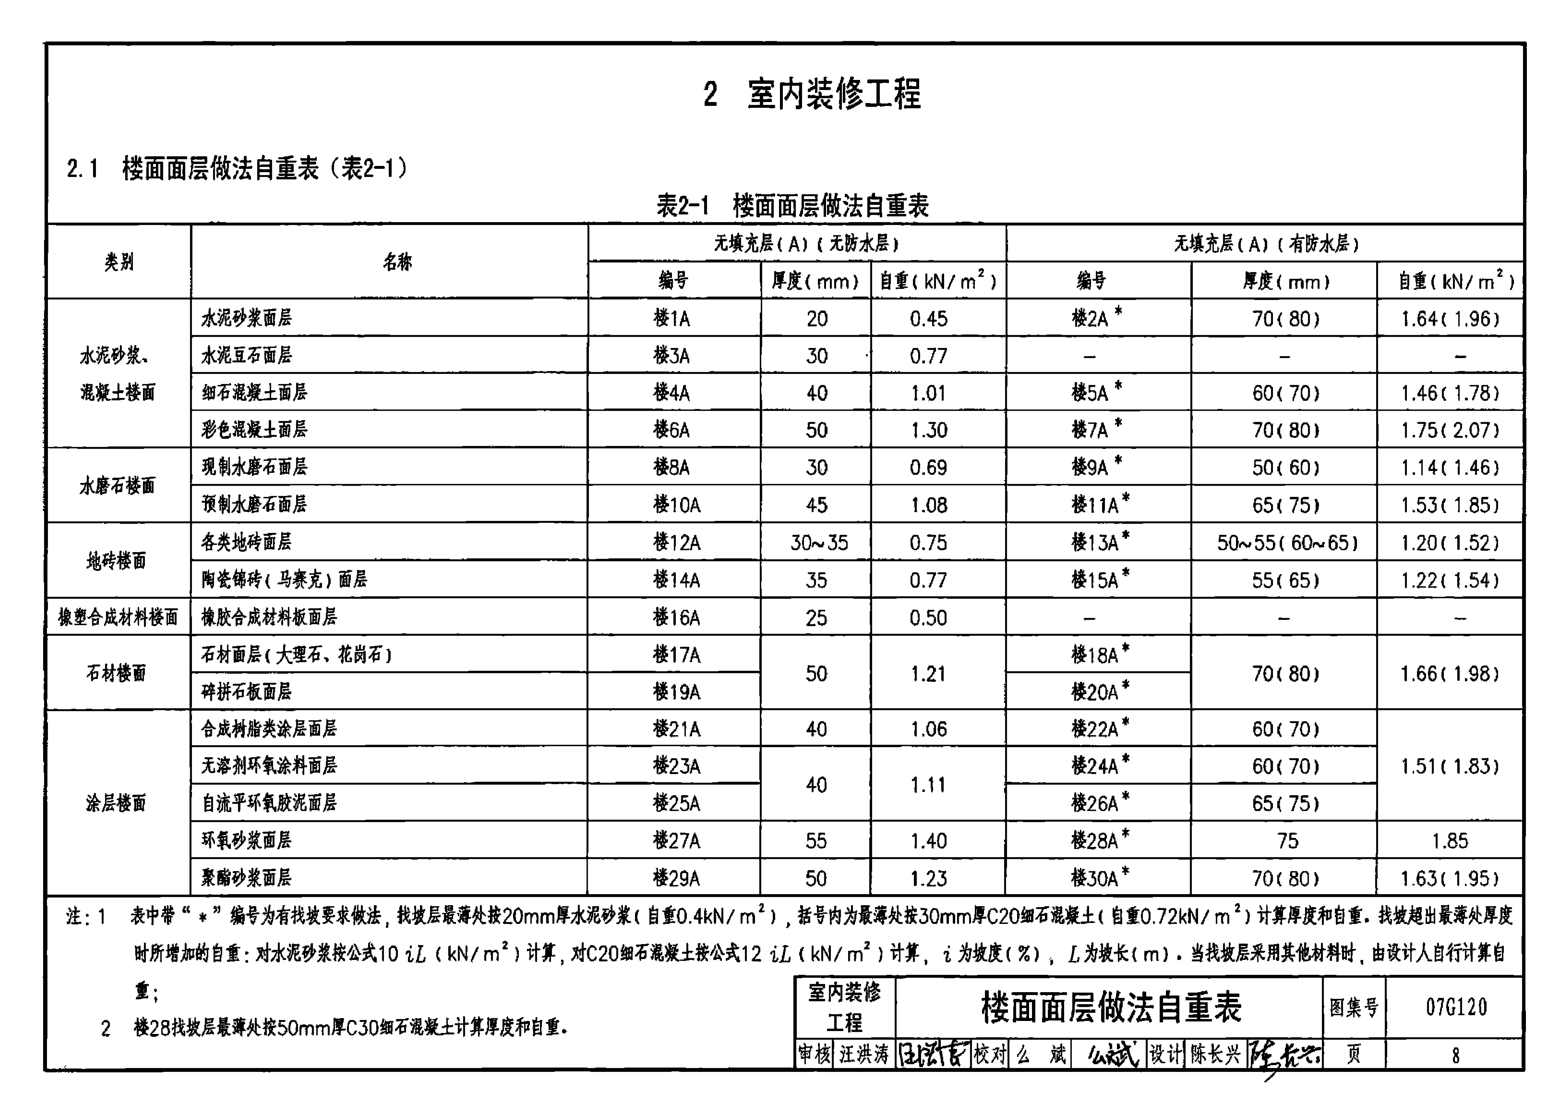 2 室内装修工程
2.1 楼面面层做法自重表（表2-1）
表2-1 楼面面层做法自重表
类别 名称 无填充层(A)(无防水层) 无填充层(A)(有防水层)
编号 厚度(mm) 自重(kN/m²) 编号 厚度(mm) 自重(kN/m²)
水泥砂浆、混凝土楼面 水泥砂浆面层 楼1A 20 0.45 楼2A* 70(80) 1.64(1.96)
水泥豆石面层 楼3A 30 0.77 – – –
细石混凝土面层 楼4A 40 1.01 楼5A* 60(70) 1.46(1.78)
彩色混凝土面层 楼6A 50 1.30 楼7A* 70(80) 1.75(2.07)
水磨石楼面 现制水磨石面层 楼8A 30 0.69 楼9A* 50(60) 1.14(1.46)
预制水磨石面层 楼10A 45 1.08 楼11A* 65(75) 1.53(1.85)
地砖楼面 各类地砖面层 楼12A 30~35 0.75 楼13A* 50~55(60~65) 1.20(1.52)
陶瓷锦砖(马赛克)面层 楼14A 35 0.77 楼15A* 55(65) 1.22(1.54)
橡塑合成材料楼面 橡胶合成材料板面层 楼16A 25 0.50 – – –
石材楼面 石材面层(大理石、花岗石) 楼17A 50 1.21 楼18A* 70(80) 1.66(1.98)
碎拼石板面层 楼19A 楼20A*
涂层楼面 合成树脂类涂层面层 楼21A 40 1.06 楼22A* 60(70) 1.51(1.83)
无溶剂环氧涂料面层 楼23A 40 1.11 楼24A* 60(70)
自流平环氧胶泥面层 楼25A 楼26A* 65(75)
环氧砂浆面层 楼27A 55 1.40 楼28A* 75 1.85
聚酯砂浆面层 楼29A 50 1.23 楼30A* 70(80) 1.63(1.95)
注：1 表中带“*”编号为有找坡要求做法，找坡层最薄处按20mm厚水泥砂浆(自重0.4kN/m²)，括号内为最薄处按30mm厚C20细石混凝土(自重0.72kN/m²)计算厚度和自重。找坡超出最薄处厚度
时所增加的自重：对水泥砂浆按公式10 iL (kN/m²)计算，对C20细石混凝土按公式12 iL (kN/m²)计算，i为坡度(%)，L为坡长(m)。当找坡层采用其他材料时，由设计人自行计算自
重；
2 楼28找坡层最薄处按50mm厚C30细石混凝土计算厚度和自重。
室内装修工程 楼面面层做法自重表 图集号 07G120
审核 汪洪涛 汪洪涛 校对 么 斌 么斌 设计 陈长兴 陈长兴 页 8